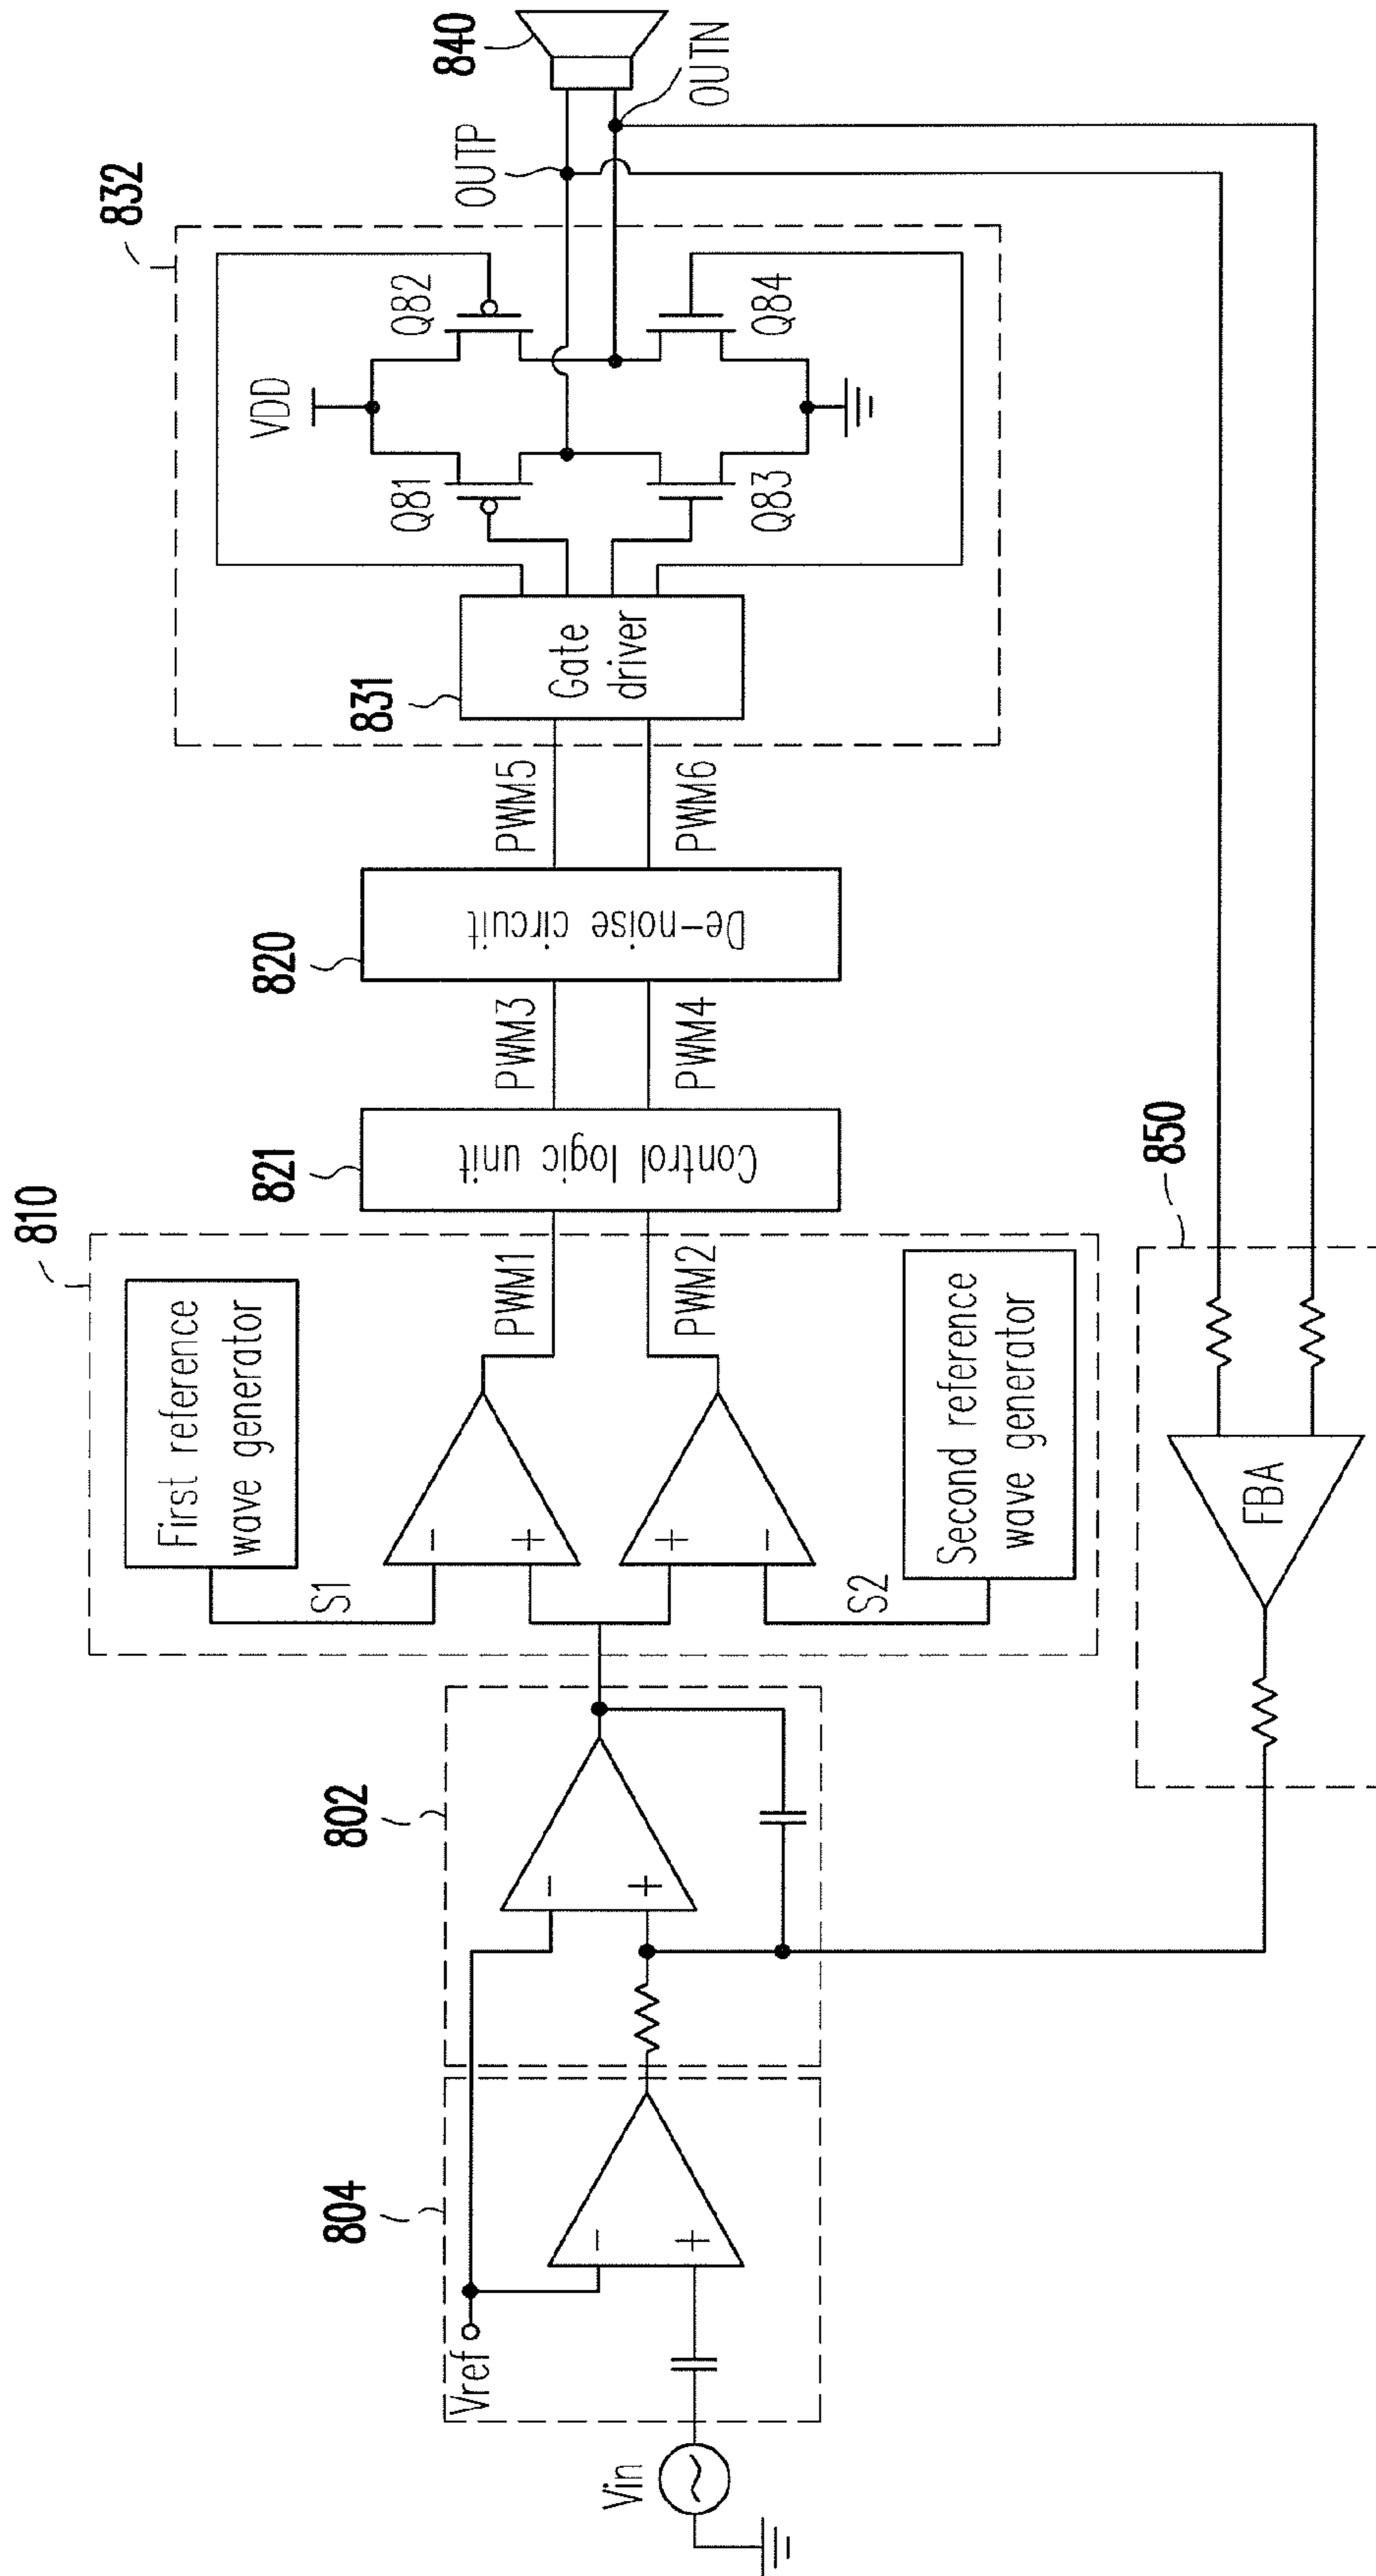 Vin
Vref
804
-
+
802
-
+
810
First reference
wave generator
S1
-
+
+
-
S2
Second reference
wave generator
PWM1
PWM2
821
Control logic unit
PWM3
PWM4
820
De-noise circuit
PWM5
PWM6
832
831
Gate
driver
VDD
Q81
Q82
Q83
Q84
OUTP
OUTN
840
850
FBA